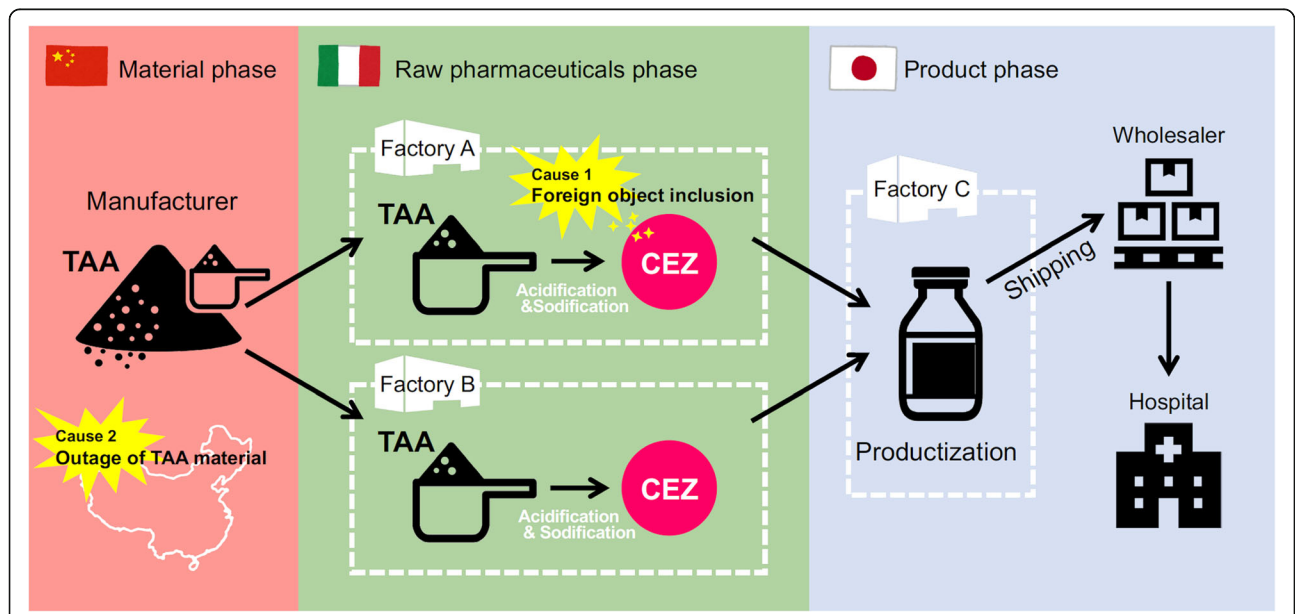 Material phase
Manufacturer
TAA
Cause 2
Outage of TAA material
Raw pharmaceuticals phase
Factory A
Cause 1
Foreign object inclusion
TAA
CEZ
Acidification
&Sodification
Factory B
TAA
CEZ
Acidification
& Sodification
Product phase
Factory C
Productization
Shipping
Wholesaler
Hospital